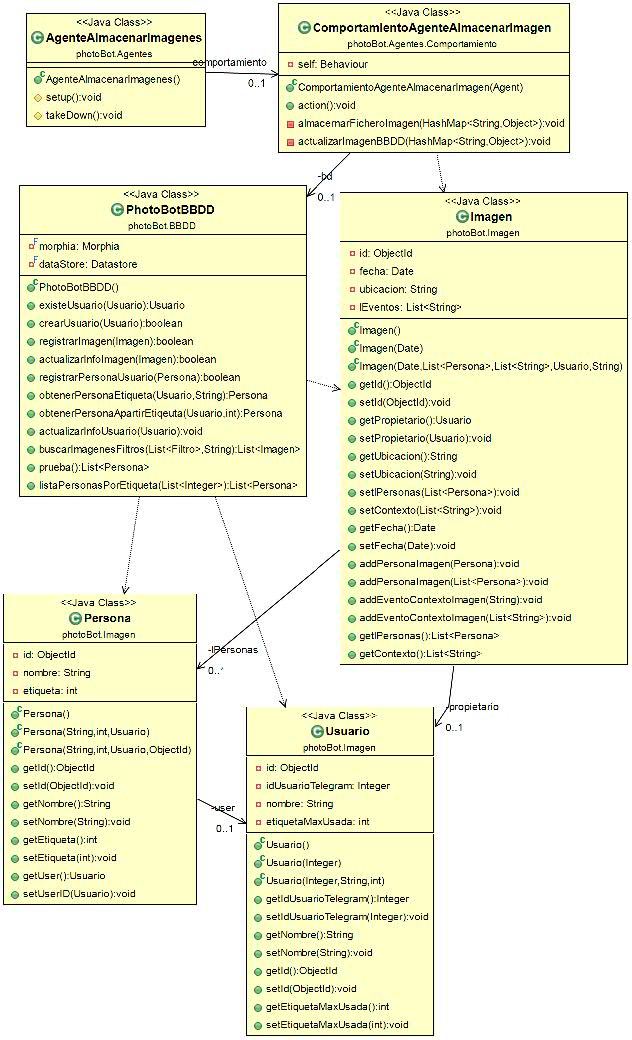 <<Java Class>>
AgenteAlmacenarImagenes
photoBot.Agentes
AgenteAlmacenarImagenes()
setup():void
takeDown():void
comportamiento
0..1
<<Java Class>>
ComportamientoAgenteAlmacenarImagen
photoBot.Agentes.Comportamiento
self: Behaviour
ComportamientoAgenteAlmacenarImagen(Agent)
action():void
almacernarFicheroImagen(HashMap<String,Object>):void
actualizarImagenBBDD(HashMap<String,Object>):void
-bd
0..1
<<Java Class>>
PhotoBotBBDD
photoBot.BBDD
morphia: Morphia
dataStore: Datastore
PhotoBotBBDD()
existeUsuario(Usuario):Usuario
crearUsuario(Usuario):boolean
registrarImagen(Imagen):boolean
actualizarInfoImagen(Imagen):boolean
registrarPersonaUsuario(Persona):boolean
obtenerPersonaEtiqueta(Usuario,String):Persona
obtenerPersonaApartirEtiqeuta(Usuario,int):Persona
actualizarInfoUsuario(Usuario):void
buscarImagenesFiltros(List<Filtro>,String):List<Imagen>
prueba():List<Persona>
listaPersonasPorEtiqueta(List<Integer>):List<Persona>
<<Java Class>>
Imagen
photoBot.Imagen
id: ObjectId
fecha: Date
ubicacion: String
lEventos: List<String>
Imagen()
Imagen(Date)
Imagen(Date,List<Persona>,List<String>,Usuario,String)
getId():ObjectId
setId(ObjectId):void
getPropietario():Usuario
setPropietario(Usuario):void
getUbicacion():String
setUbicacion(String):void
setlPersonas(List<Persona>):void
setContexto(List<String>):void
getFecha():Date
setFecha(Date):void
addPersonaImagen(Persona):void
addPersonaImagen(List<Persona>):void
addEventoContextoImagen(String):void
addEventoContextoImagen(List<String>):void
getlPersonas():List<Persona>
getContexto():List<String>
-lPersonas
0..*
-propietario
0..1
<<Java Class>>
Persona
photoBot.Imagen
id: ObjectId
nombre: String
etiqueta: int
Persona()
Persona(String,int,Usuario)
Persona(String,int,Usuario,ObjectId)
getId():ObjectId
setId(ObjectId):void
getNombre():String
setNombre(String):void
getEtiqueta():int
setEtiqueta(int):void
getUser():Usuario
setUserID(Usuario):void
-user
0..1
<<Java Class>>
Usuario
photoBot.Imagen
id: ObjectId
idUsuarioTelegram: Integer
nombre: String
etiquetaMaxUsada: int
Usuario()
Usuario(Integer)
Usuario(Integer,String,int)
getIdUsuarioTelegram():Integer
setIdUsuarioTelegram(Integer):void
getNombre():String
setNombre(String):void
getId():ObjectId
setId(ObjectId):void
getEtiquetaMaxUsada():int
setEtiquetaMaxUsada(int):void